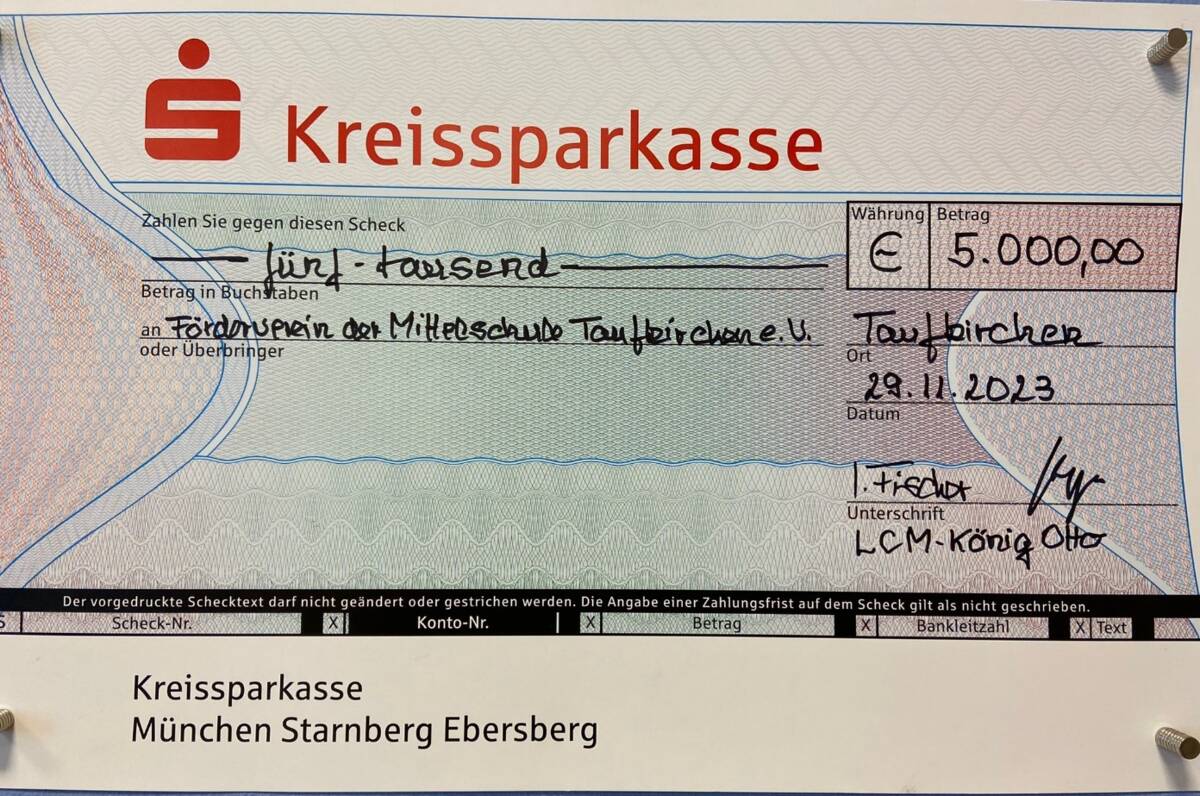 Kreissparkasse
Zahlen Sie gegen diesen Scheck
Währung Betrag
fünf-tausend
€ 5.000,00
Betrag in Buchstaben
an Förderverein der Mittelschule Taufkirchen e.V.
oder Überbringer
Taufkirchen
Ort
29.11.2023
Datum
I. Fischer
Unterschrift
LCM-König Otto
Der vorgedruckte Schecktext darf nicht geändert oder gestrichen werden. Die Angabe einer Zahlungsfrist auf dem Scheck gilt als nicht geschrieben.
Scheck-Nr. X Konto-Nr. X Betrag X Bankleitzahl X Text
Kreissparkasse
München Starnberg Ebersberg